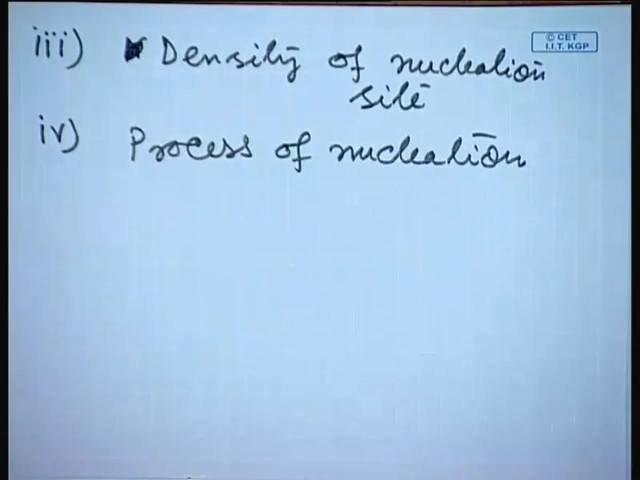 iii) Density of nucleation
site
iv) Process of nucleation
© CET
I.I.T. KGP